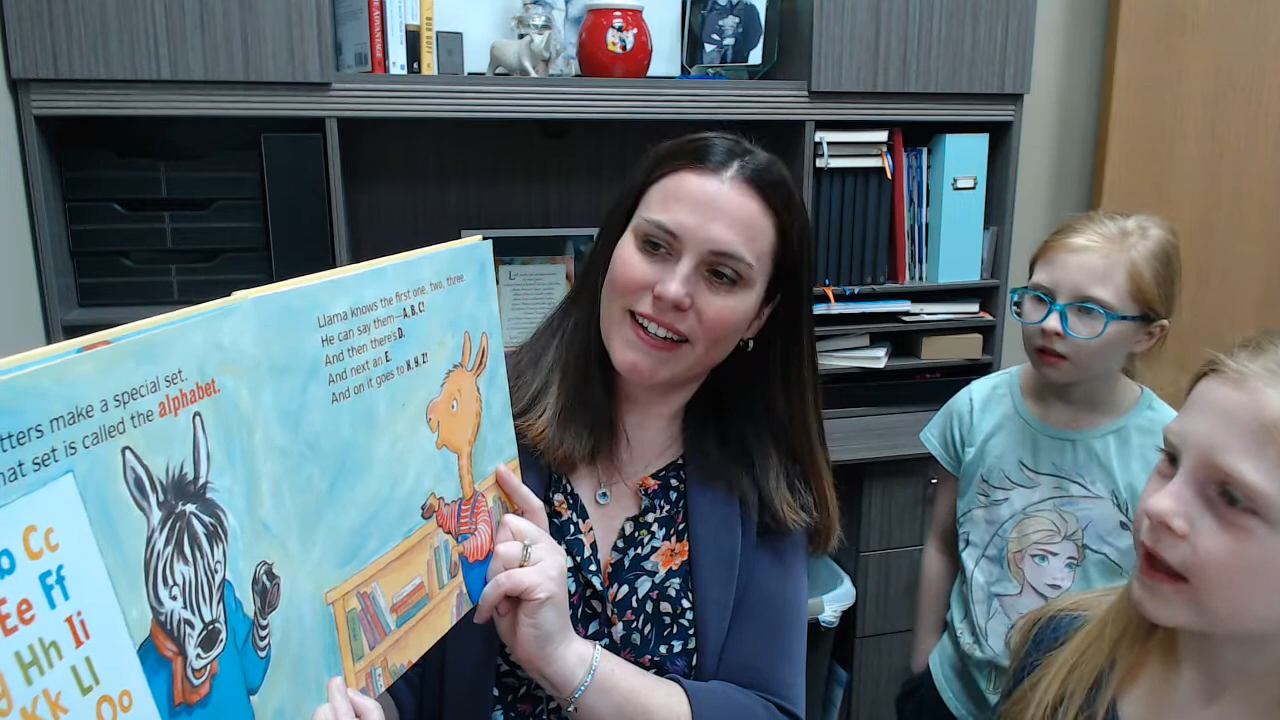 BOB GOFF
tters make a special set.
hat set is called the alphabet.
b Cc
Ee Ff
g Hh Ii
Kk Ll
Oo
Llama knows the first one, two, three.
He can say them—A, B, C!
And then there's D.
And next an E.
And on it goes to X, Y, Z!